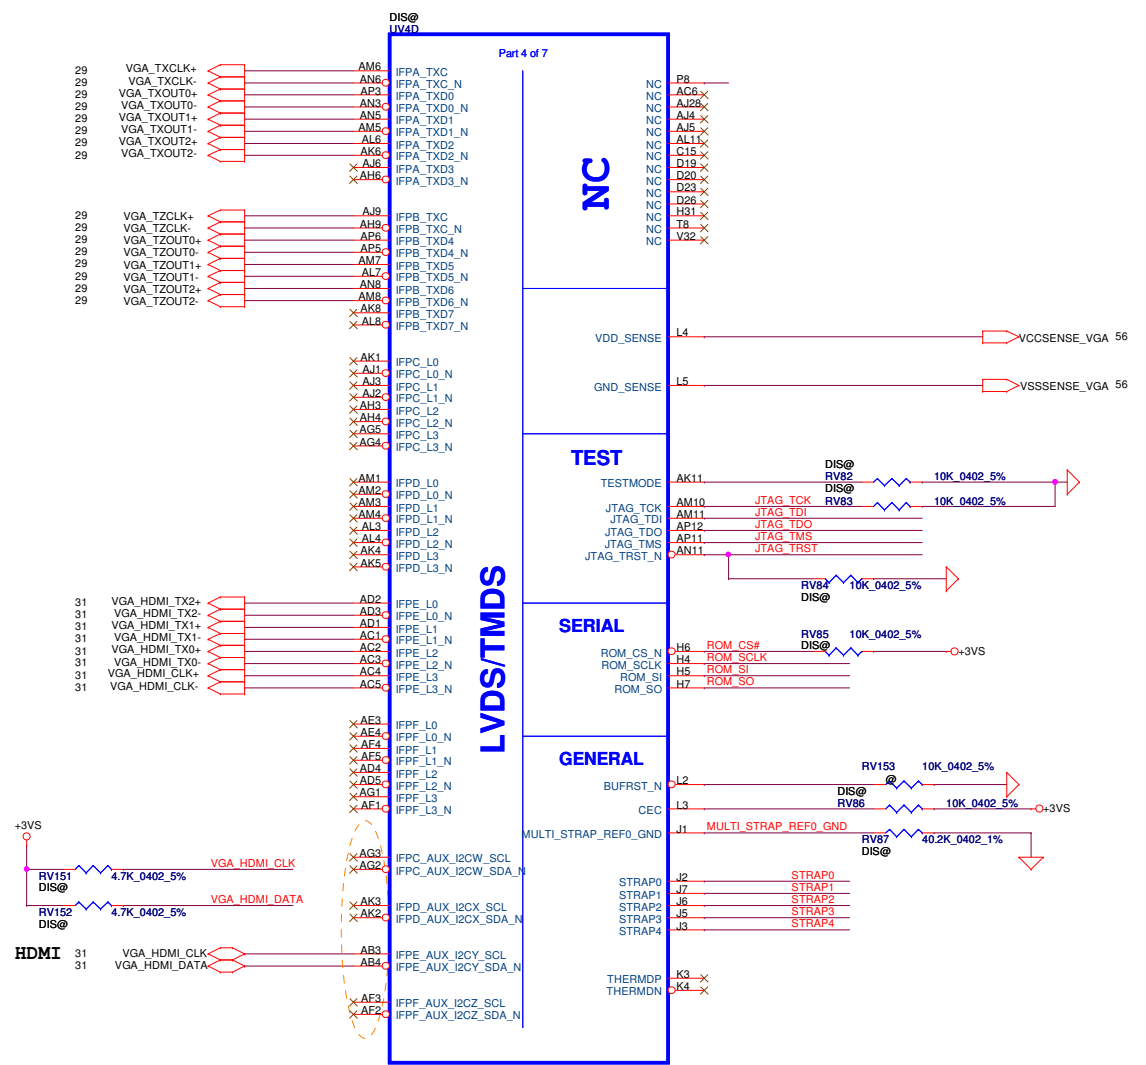 DIS@
UV4D
Part 4 of 7
LVDS/TMDS
29 VGA_TXCLK+ AM6 IFPA_TXC
29 VGA_TXCLK- AN6 IFPA_TXC_N
29 VGA_TXOUT0+ AP3 IFPA_TXD0
29 VGA_TXOUT0- AN3 IFPA_TXD0_N
29 VGA_TXOUT1+ AN5 IFPA_TXD1
29 VGA_TXOUT1- AM5 IFPA_TXD1_N
29 VGA_TXOUT2+ AL6 IFPA_TXD2
29 VGA_TXOUT2- AK6 IFPA_TXD2_N
AJ6 IFPA_TXD3
AH6 IFPA_TXD3_N
29 VGA_TZCLK+ AJ9 IFPB_TXC
29 VGA_TZCLK- AH9 IFPB_TXC_N
29 VGA_TZOUT0+ AP6 IFPB_TXD4
29 VGA_TZOUT0- AP5 IFPB_TXD4_N
29 VGA_TZOUT1+ AM7 IFPB_TXD5
29 VGA_TZOUT1- AL7 IFPB_TXD5_N
29 VGA_TZOUT2+ AN8 IFPB_TXD6
29 VGA_TZOUT2- AM8 IFPB_TXD6_N
AK8 IFPB_TXD7
AL8 IFPB_TXD7_N
AK1 IFPC_L0
AJ1 IFPC_L0_N
AJ3 IFPC_L1
AJ2 IFPC_L1_N
AH3 IFPC_L2
AH4 IFPC_L2_N
AG5 IFPC_L3
AG4 IFPC_L3_N
AM1 IFPD_L0
AM2 IFPD_L0_N
AM3 IFPD_L1
AM4 IFPD_L1_N
AL3 IFPD_L2
AL4 IFPD_L2_N
AK4 IFPD_L3
AK5 IFPD_L3_N
31 VGA_HDMI_TX2+ AD2 IFPE_L0
31 VGA_HDMI_TX2- AD3 IFPE_L0_N
31 VGA_HDMI_TX1+ AD1 IFPE_L1
31 VGA_HDMI_TX1- AC1 IFPE_L1_N
31 VGA_HDMI_TX0+ AC2 IFPE_L2
31 VGA_HDMI_TX0- AC3 IFPE_L2_N
31 VGA_HDMI_CLK+ AC4 IFPE_L3
31 VGA_HDMI_CLK- AC5 IFPE_L3_N
AE3 IFPF_L0
AE4 IFPF_L0_N
AF4 IFPF_L1
AF5 IFPF_L1_N
AD4 IFPF_L2
AD5 IFPF_L2_N
AG1 IFPF_L3
AF1 IFPF_L3_N
+3VS
VGA_HDMI_CLK
RV151 4.7K_0402_5%
DIS@
VGA_HDMI_DATA
RV152 4.7K_0402_5%
DIS@
AG3 IFPC_AUX_I2CW_SCL
AG2 IFPC_AUX_I2CW_SDA_N
AK3 IFPD_AUX_I2CX_SCL
AK2 IFPD_AUX_I2CX_SDA_N
HDMI
31 VGA_HDMI_CLK AB3 IFPE_AUX_I2CY_SCL
31 VGA_HDMI_DATA AB4 IFPE_AUX_I2CY_SDA_N
AF3 IFPF_AUX_I2CZ_SCL
AF2 IFPF_AUX_I2CZ_SDA_N
NC
NC P8
NC AC6
NC AJ28
NC AJ4
NC AJ5
NC AL11
NC C15
NC D19
NC D20
NC D23
NC D26
NC H31
NC T8
NC V32
VDD_SENSE L4 VCCSENSE_VGA 56
GND_SENSE L5 VSSSENSE_VGA 56
TEST
DIS@
TESTMODE AK11 RV82 10K_0402_5%
DIS@
JTAG_TCK AM10 JTAG_TCK RV83 10K_0402_5%
JTAG_TDI AM11 JTAG_TDI
JTAG_TDO AP12 JTAG_TDO
JTAG_TMS AP11 JTAG_TMS
JTAG_TRST_N AN11 JTAG_TRST
RV84 10K_0402_5%
DIS@
SERIAL
RV85 10K_0402_5%
DIS@
ROM_CS_N H6 ROM_CS# +3VS
ROM_SCLK H4 ROM_SCLK
ROM_SI H5 ROM_SI
ROM_SO H7 ROM_SO
GENERAL
RV153 10K_0402_5%
@
BUFRST_N L2
DIS@
CEC L3 RV86 10K_0402_5% +3VS
MULTI_STRAP_REF0_GND J1 MULTI_STRAP_REF0_GND
RV87 40.2K_0402_1%
DIS@
STRAP0 J2 STRAP0
STRAP1 J7 STRAP1
STRAP2 J6 STRAP2
STRAP3 J5 STRAP3
STRAP4 J3 STRAP4
THERMDP K3
THERMDN K4